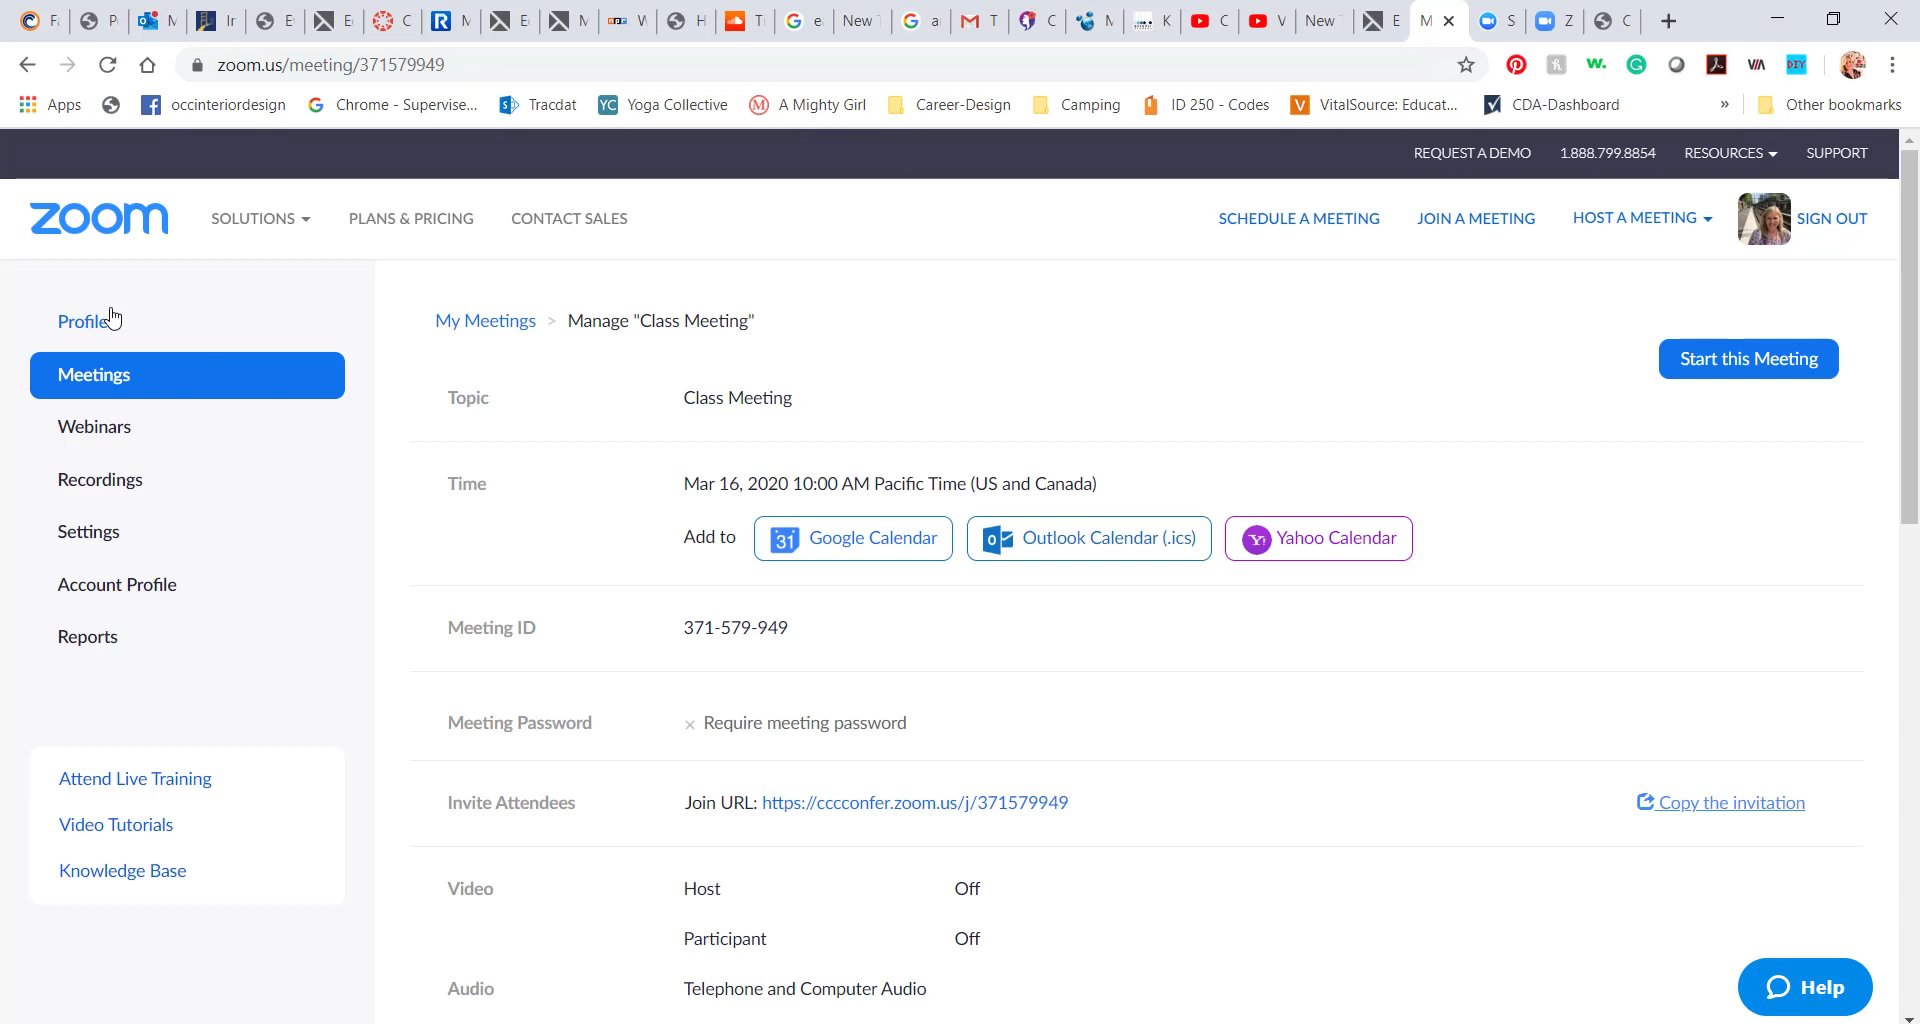 zoom.us/meeting/371579949
Apps occinteriordesign Chrome - Supervise... Tracdat Yoga Collective A Mighty Girl Career-Design Camping ID 250 - Codes VitalSource: Educat... CDA-Dashboard » Other bookmarks
REQUEST A DEMO 1.888.799.8854 RESOURCES SUPPORT
zoom SOLUTIONS PLANS & PRICING CONTACT SALES SCHEDULE A MEETING JOIN A MEETING HOST A MEETING SIGN OUT
Profile
Meetings
Webinars
Recordings
Settings
Account Profile
Reports
Attend Live Training
Video Tutorials
Knowledge Base
My Meetings > Manage "Class Meeting"
Start this Meeting
Topic Class Meeting
Time Mar 16, 2020 10:00 AM Pacific Time (US and Canada)
Add to 31 Google Calendar Outlook Calendar (.ics) Yahoo Calendar
Meeting ID 371-579-949
Meeting Password × Require meeting password
Invite Attendees Join URL: https://cccconfer.zoom.us/j/371579949 Copy the invitation
Video Host Off
Participant Off
Audio Telephone and Computer Audio
Help